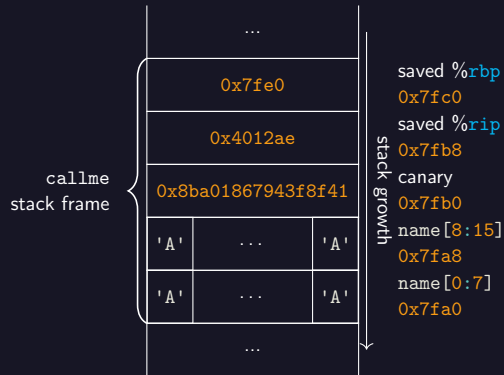 ...
0x7fe0
saved %rbp
0x7fc0
0x4012ae
saved %rip
0x7fb8
callme
stack frame
0x8ba01867943f8f41
canary
0x7fb0
stack growth
'A' ... 'A'
name[8:15]
0x7fa8
'A' ... 'A'
name[0:7]
0x7fa0
...